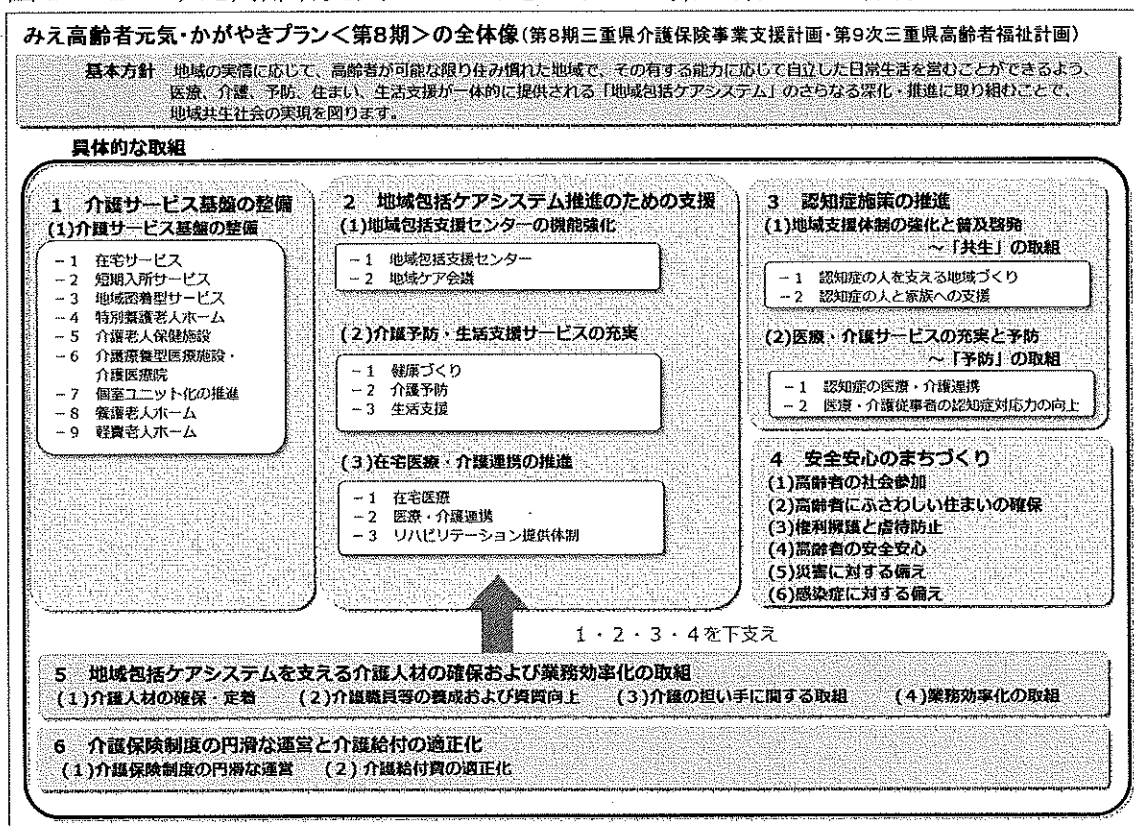 みえ高齢者元気・かがやきプラン<第8期>の全体像(第8期三重県介護保険事業支援計画・第9次三重県高齢者福祉計画)
基本方針 地域の実情に応じて、高齢者が可能な限り住み慣れた地域で、その有する能力に応じて自立した日常生活を営むことができるよう、
医療、介護、予防、住まい、生活支援が一体的に提供される「地域包括ケアシステム」のさらなる深化・推進に取り組むことで、
地域共生社会の実現を図ります。
具体的な取組
1 介護サービス基盤の整備
(1)介護サービス基盤の整備
-1 在宅サービス
-2 短期入所サービス
-3 地域密着型サービス
-4 特別養護老人ホーム
-5 介護老人保健施設
-6 介護療養型医療施設・
介護医療院
-7 個室ユニット化の推進
-8 養護老人ホーム
-9 軽費老人ホーム
2 地域包括ケアシステム推進のための支援
(1)地域包括支援センターの機能強化
-1 地域包括支援センター
-2 地域ケア会議
(2)介護予防・生活支援サービスの充実
-1 健康づくり
-2 介護予防
-3 生活支援
(3)在宅医療・介護連携の推進
-1 在宅医療
-2 医療・介護連携
-3 リハビリテーション提供体制
3 認知症施策の推進
(1)地域支援体制の強化と普及啓発
~「共生」の取組
-1 認知症の人を支える地域づくり
-2 認知症の人と家族への支援
(2)医療・介護サービスの充実と予防
~「予防」の取組
-1 認知症の医療・介護連携
-2 医療・介護従事者の認知症対応力の向上
4 安全安心のまちづくり
(1)高齢者の社会参加
(2)高齢者にふさわしい住まいの確保
(3)権利擁護と虐待防止
(4)高齢者の安全安心
(5)災害に対する備え
(6)感染症に対する備え
1・2・3・4を下支え
5 地域包括ケアシステムを支える介護人材の確保および業務効率化の取組
(1)介護人材の確保・定着 (2)介護職員等の養成および資質向上 (3)介護の担い手に関する取組 (4)業務効率化の取組
6 介護保険制度の円滑な運営と介護給付の適正化
(1)介護保険制度の円滑な運営 (2)介護給付費の適正化